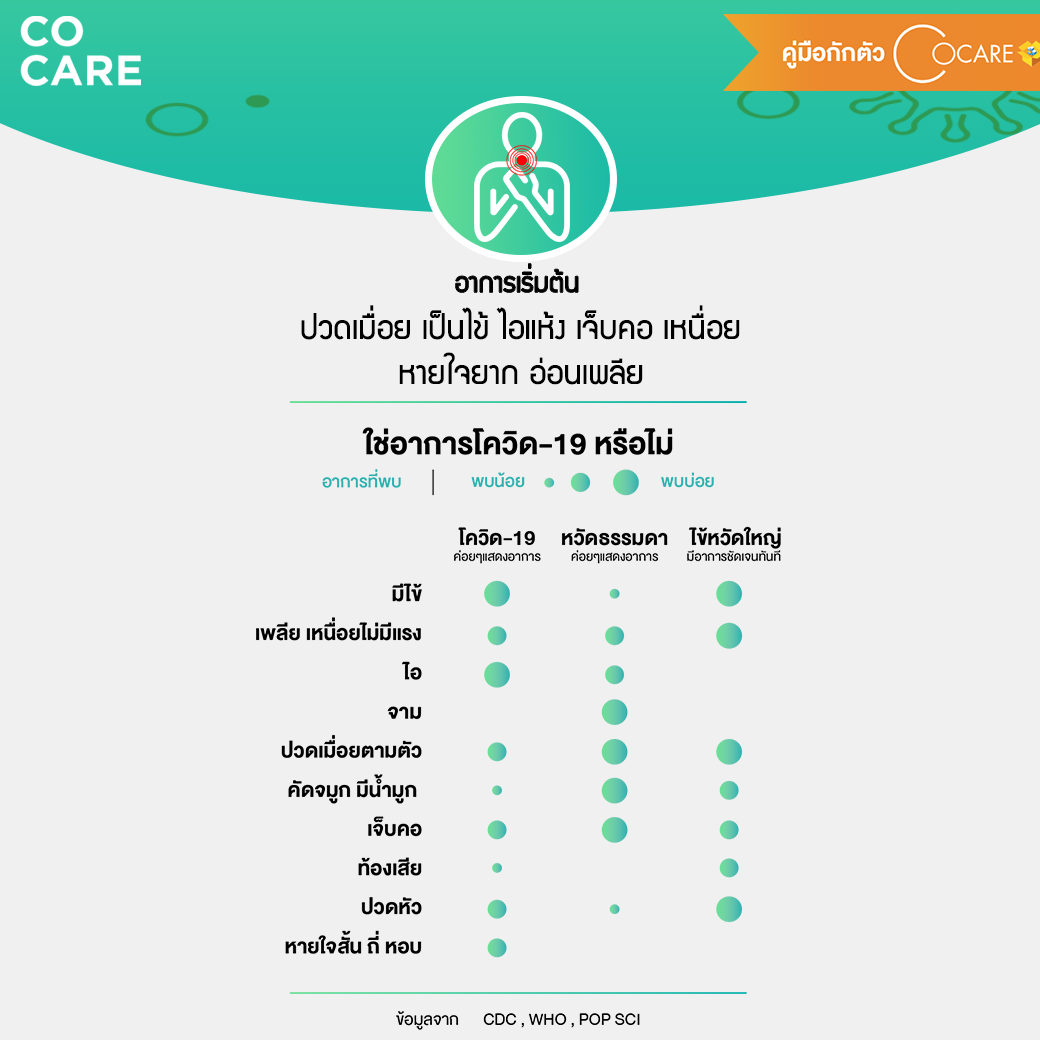 CO
CARE
คู่มือกักตัว COCARE
อาการเริ่มต้น
ปวดเมื่อย เป็นไข้ ไอแห้ง เจ็บคอ เหนื่อย
หายใจยาก อ่อนเพลีย
ใช่อาการโควิด-19 หรือไม่
อาการที่พบ | พบน้อย พบบ่อย
โควิด-19 หวัดธรรมดา ไข้หวัดใหญ่
ค่อยๆแสดงอาการ ค่อยๆแสดงอาการ มีอาการชัดเจนทันที
มีไข้
เพลีย เหนื่อยไม่มีแรง
ไอ
จาม
ปวดเมื่อยตามตัว
คัดจมูก มีน้ำมูก
เจ็บคอ
ท้องเสีย
ปวดหัว
หายใจสั้น ถี่ หอบ
ข้อมูลจาก CDC , WHO , POP SCI